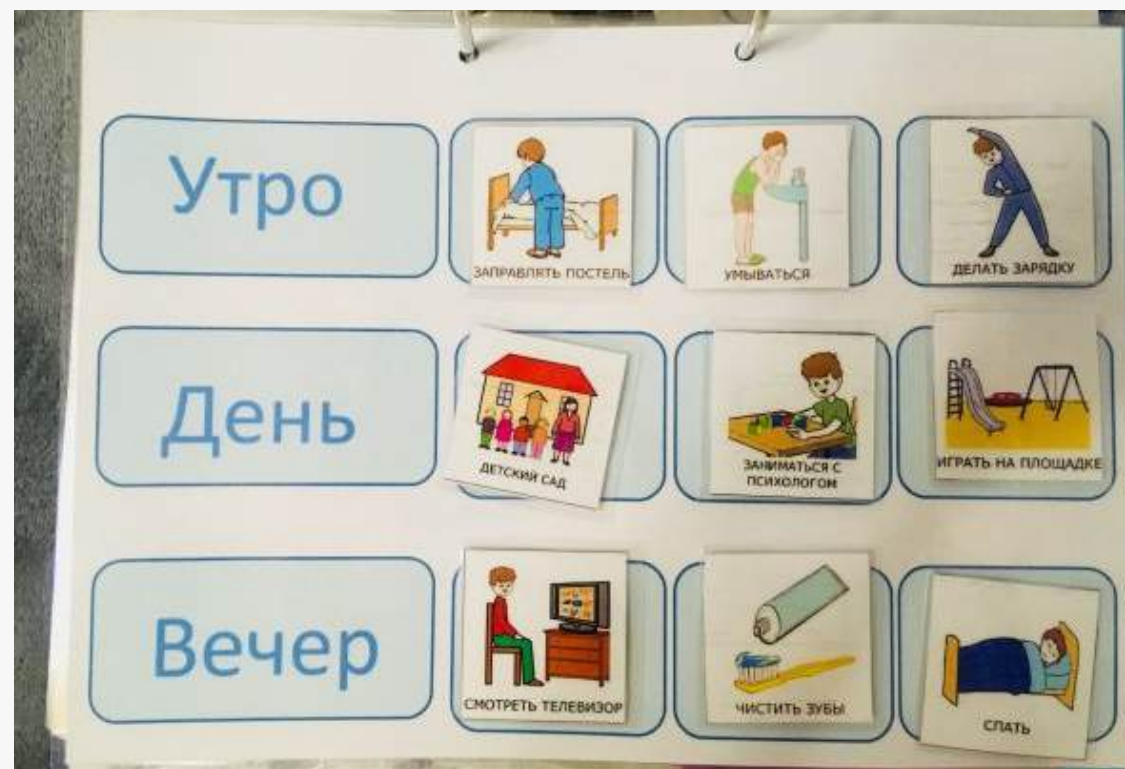 Утро
ЗАПРАВЛЯТЬ ПОСТЕЛЬ
УМЫВАТЬСЯ
ДЕЛАТЬ ЗАРЯДКУ
День
ДЕТСКИЙ САД
ЗАНИМАТЬСЯ С
ПСИХОЛОГОМ
ИГРАТЬ НА ПЛОЩАДКЕ
Вечер
СМОТРЕТЬ ТЕЛЕВИЗОР
ЧИСТИТЬ ЗУБЫ
СПАТЬ